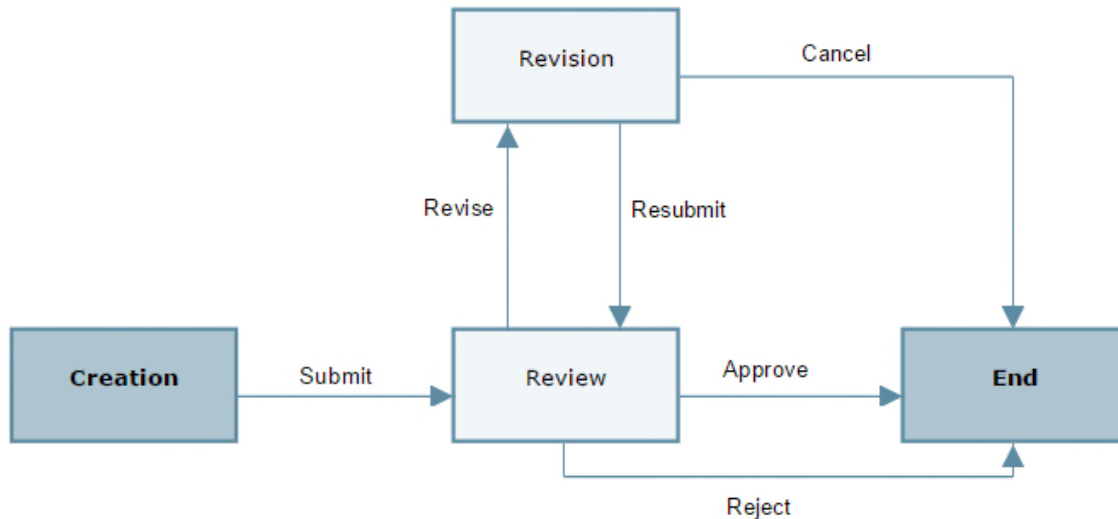 Revision
Cancel
Revise
Resubmit
Creation
Submit
Review
Approve
End
Reject